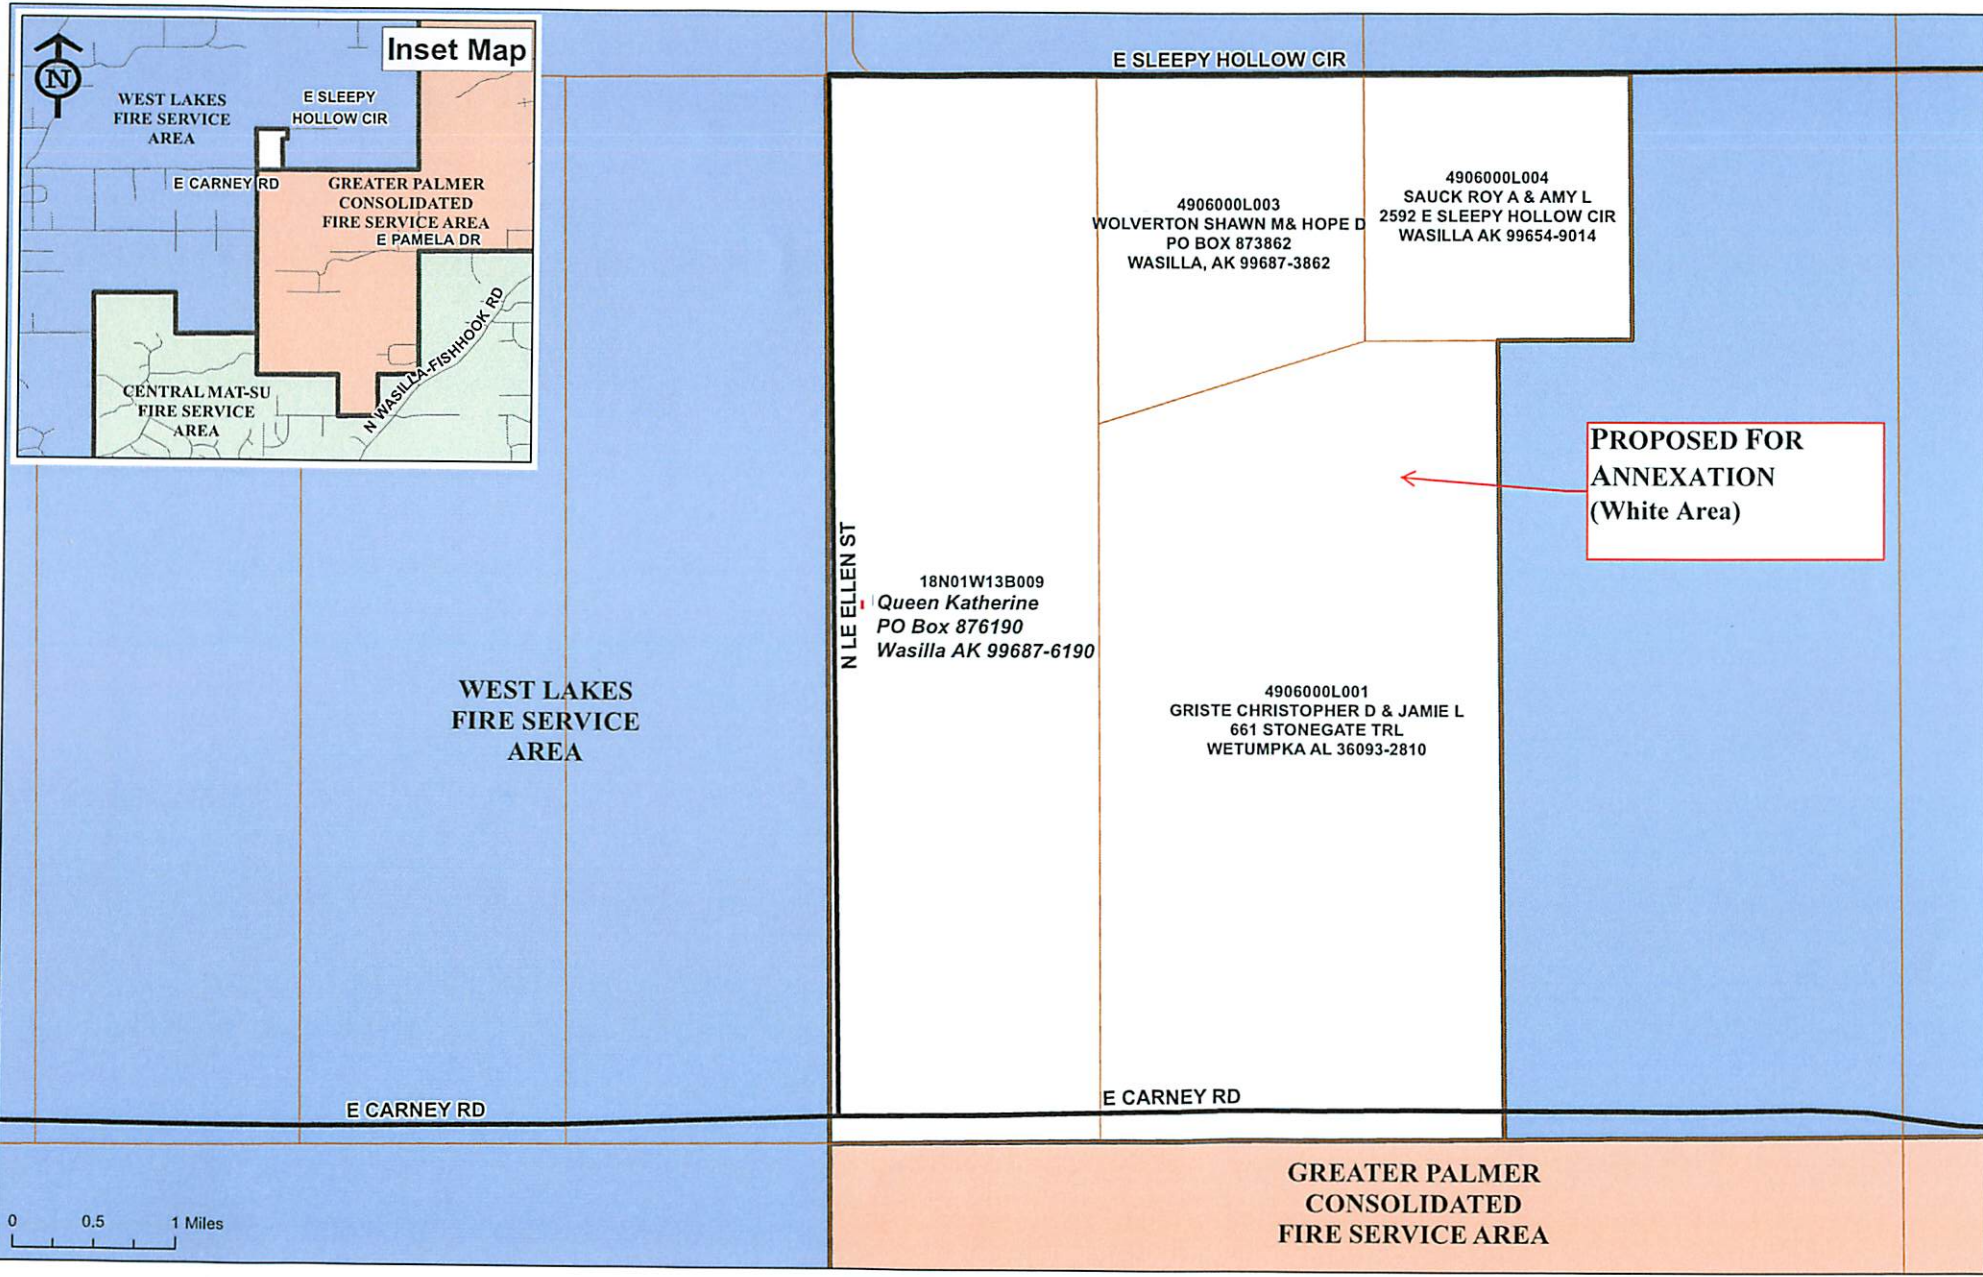 Inset Map
N
WEST LAKES
FIRE SERVICE
AREA
E SLEEPY
HOLLOW CIR
E CARNEY RD
GREATER PALMER
CONSOLIDATED
FIRE SERVICE AREA
E PAMELA DR
N WASILLA-FISHHOOK RD
CENTRAL MAT-SU
FIRE SERVICE
AREA
E SLEEPY HOLLOW CIR
4906000L003
WOLVERTON SHAWN M& HOPE D
PO BOX 873862
WASILLA, AK 99687-3862
4906000L004
SAUCK ROY A & AMY L
2592 E SLEEPY HOLLOW CIR
WASILLA AK 99654-9014
PROPOSED FOR
ANNEXATION
(White Area)
N LE ELLEN ST
18N01W13B009
Queen Katherine
PO Box 876190
Wasilla AK 99687-6190
WEST LAKES
FIRE SERVICE
AREA
4906000L001
GRISTE CHRISTOPHER D & JAMIE L
661 STONEGATE TRL
WETUMPKA AL 36093-2810
E CARNEY RD
E CARNEY RD
GREATER PALMER
CONSOLIDATED
FIRE SERVICE AREA
0 0.5 1 Miles